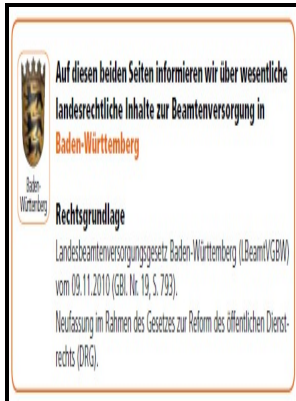 Auf diesen beiden Seiten informieren wir über wesentliche
landesrechtliche Inhalte zur Beamtenversorgung in
Baden-Württemberg
Baden-
Württemberg
Rechtsgrundlage
Landesbeamtenversorgungsgesetz Baden-Württemberg (LBeamtVGBW)
vom 09.11.2010 (GBl. Nr. 19, S. 793).
Neufassung im Rahmen des Gesetzes zur Reform des öffentlichen Dienst-
rechts (DRG).